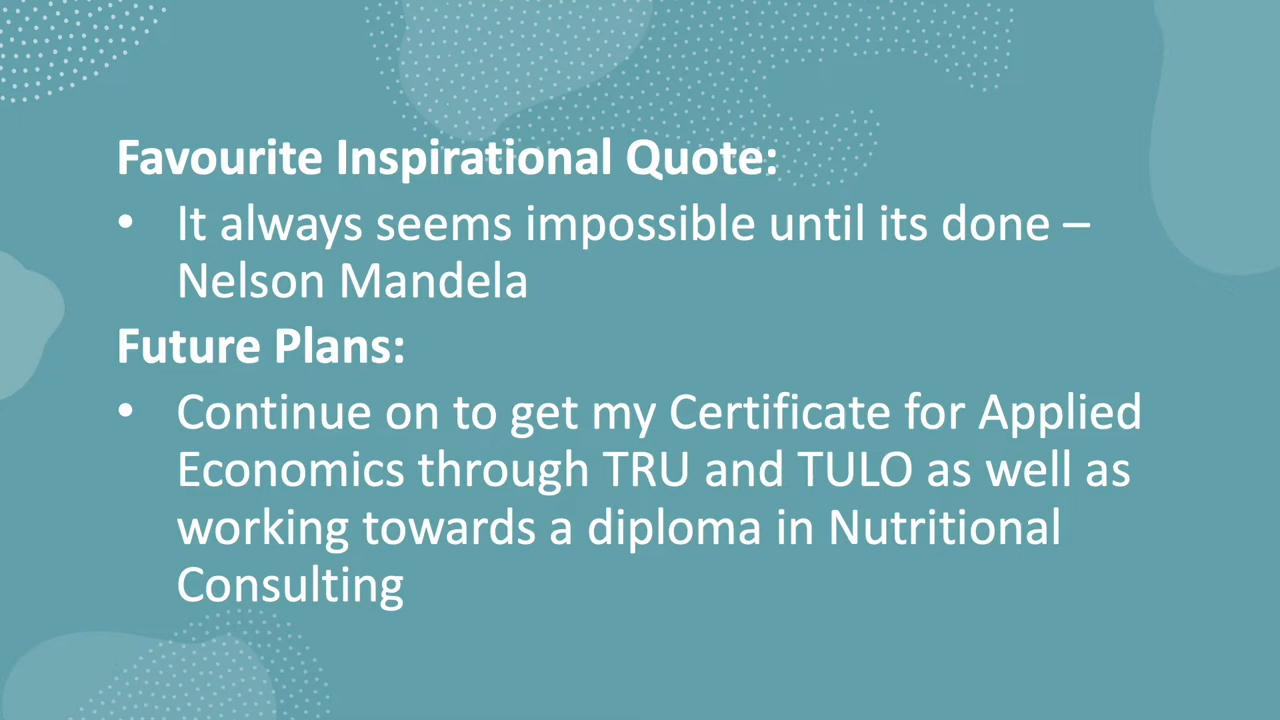 Favourite Inspirational Quote:
• It always seems impossible until its done –
Nelson Mandela
Future Plans:
• Continue on to get my Certificate for Applied
Economics through TRU and TULO as well as
working towards a diploma in Nutritional
Consulting